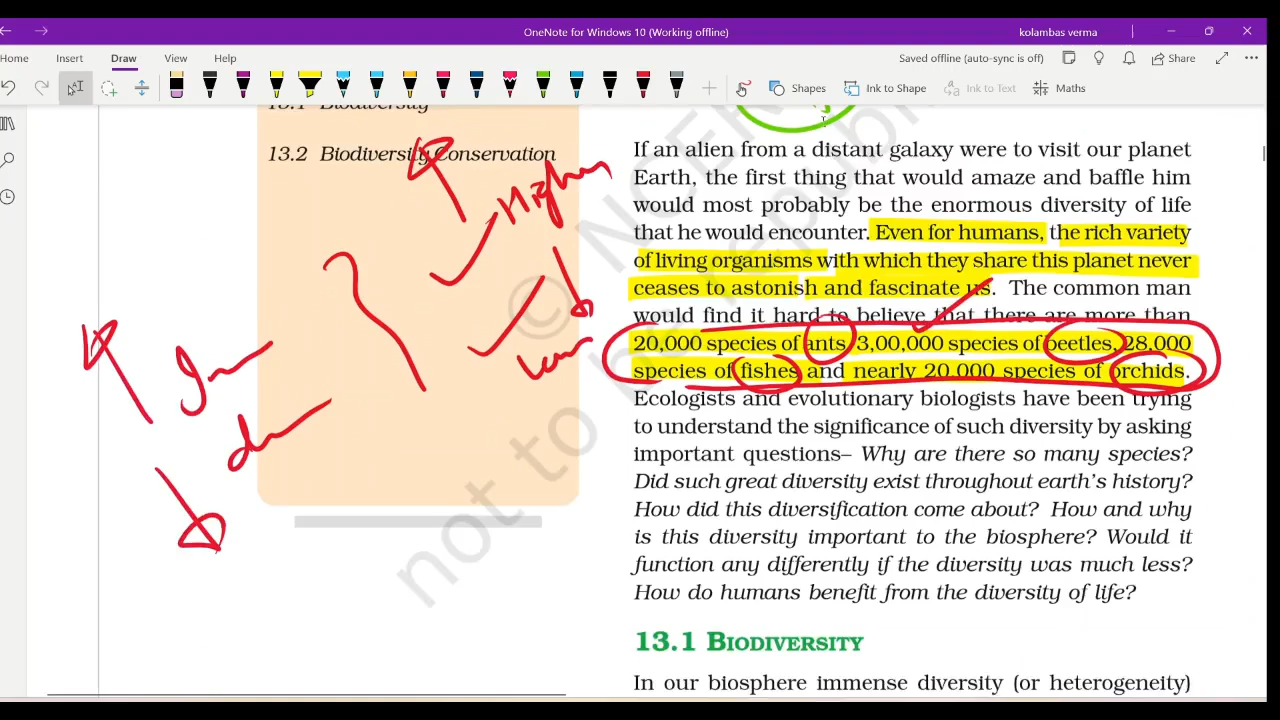 OneNote for Windows 10 (Working offline)
kolambas verma
Home Insert Draw View Help
Saved offline (auto-sync is off) Share
Shapes Ink to Shape Ink to Text Maths
13.1 Biodiversity
13.2 Biodiversity Conservation
Higher
If an alien from a distant galaxy were to visit our planet
Earth, the first thing that would amaze and baffle him
would most probably be the enormous diversity of life
that he would encounter. Even for humans, the rich variety
of living organisms with which they share this planet never
ceases to astonish and fascinate us. The common man
would find it hard to believe that there are more than
20,000 species of ants, 3,00,000 species of beetles, 28,000
species of fishes and nearly 20,000 species of orchids.
Ecologists and evolutionary biologists have been trying
to understand the significance of such diversity by asking
important questions– Why are there so many species?
Did such great diversity exist throughout earth's history?
How did this diversification come about? How and why
is this diversity important to the biosphere? Would it
function any differently if the diversity was much less?
How do humans benefit from the diversity of life?
13.1 BIODIVERSITY
In our biosphere immense diversity (or heterogeneity)
© NCERT
not to be republi